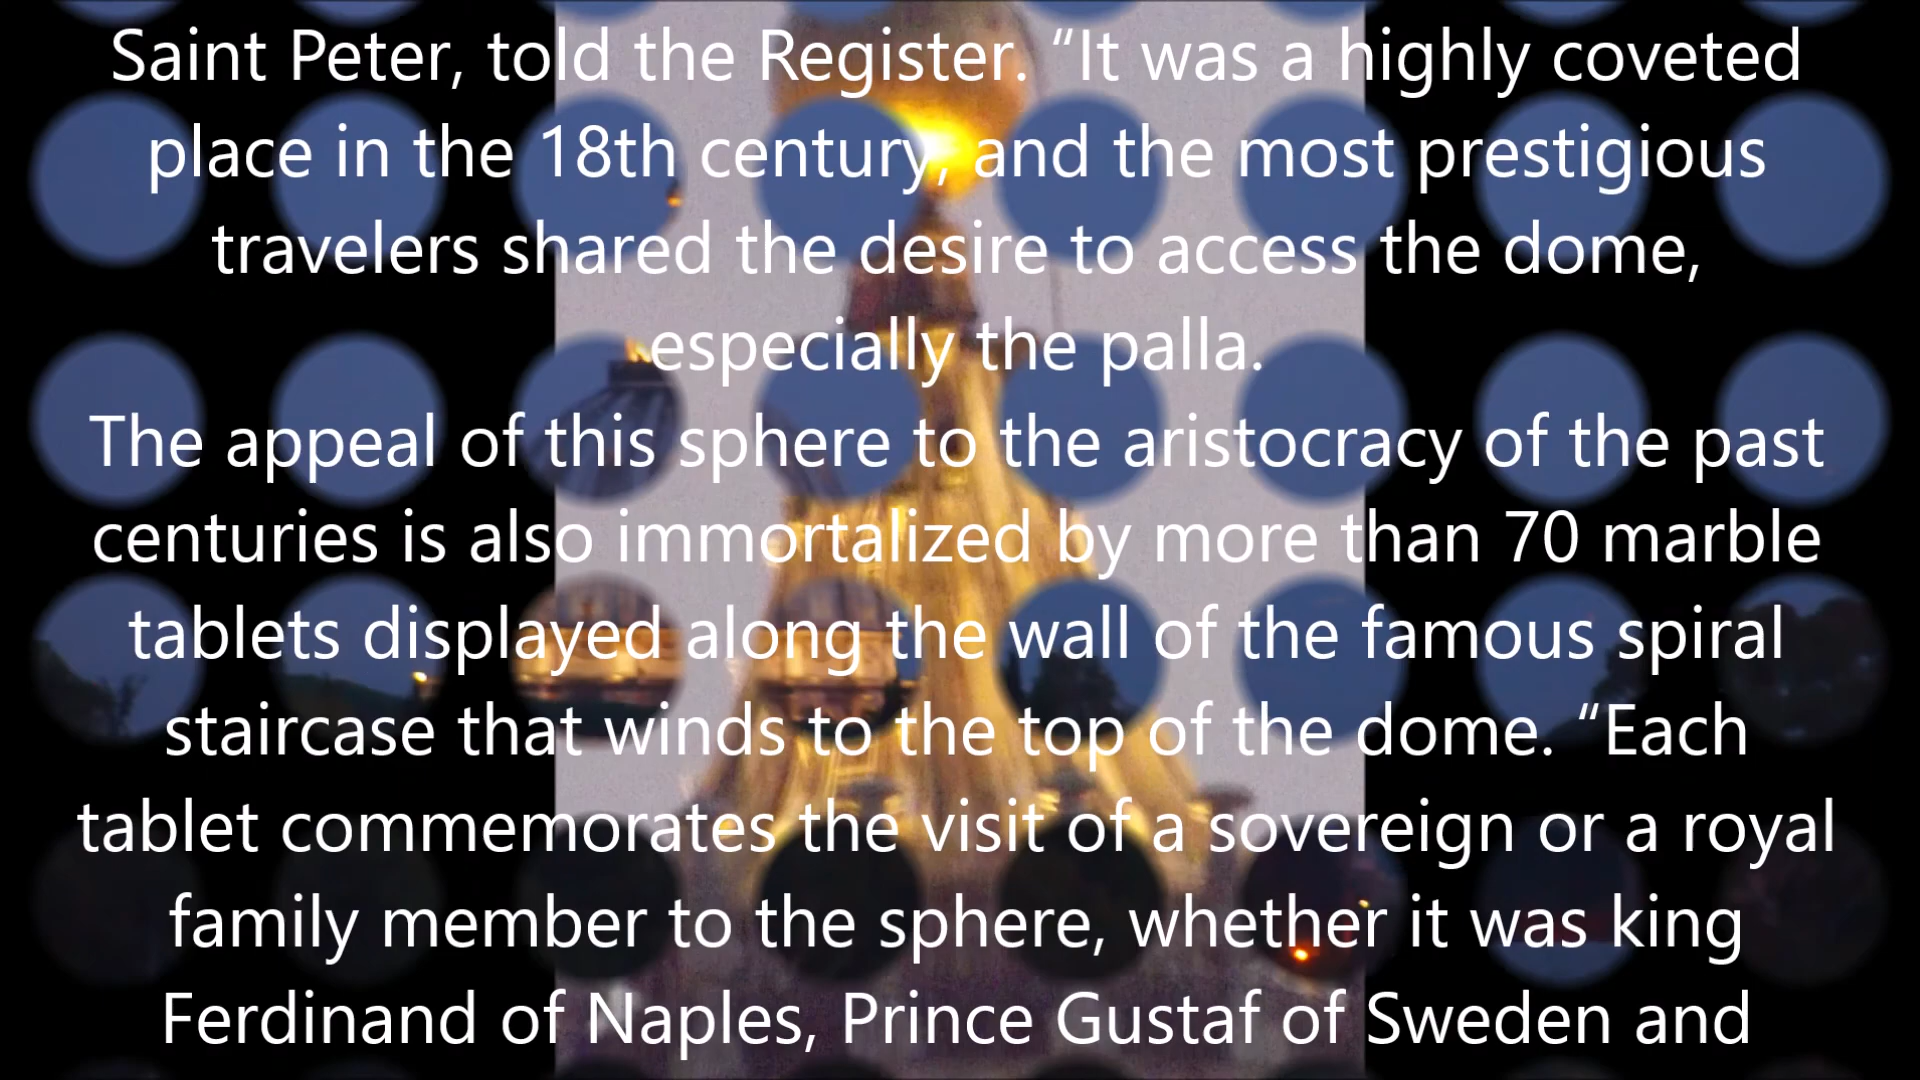 Saint Peter, told the Register. “It was a highly coveted
place in the 18th century, and the most prestigious
travelers shared the desire to access the dome,
especially the palla.
The appeal of this sphere to the aristocracy of the past
centuries is also immortalized by more than 70 marble
tablets displayed along the wall of the famous spiral
staircase that winds to the top of the dome. “Each
tablet commemorates the visit of a sovereign or a royal
family member to the sphere, whether it was king
Ferdinand of Naples, Prince Gustaf of Sweden and